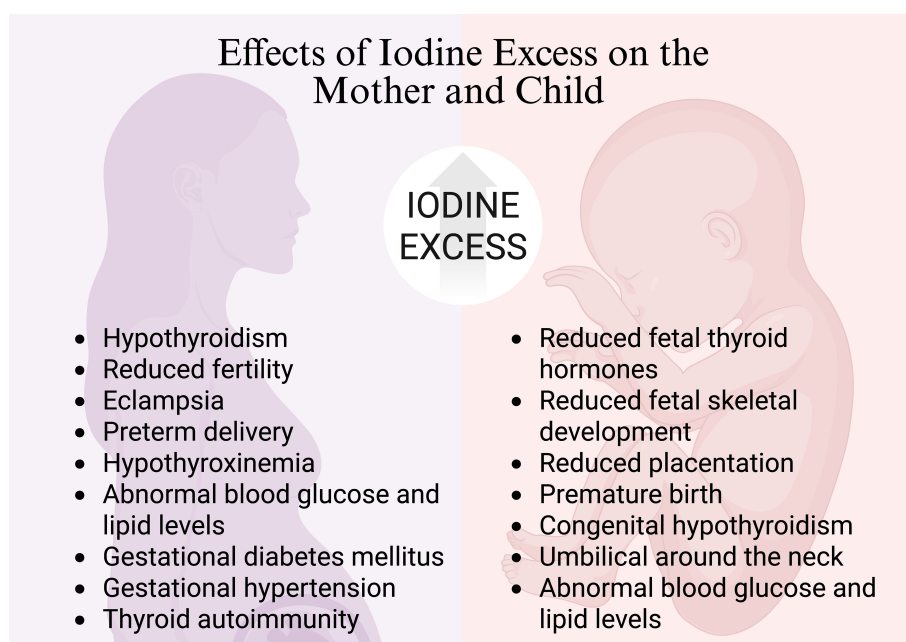 Effects of Iodine Excess on the
Mother and Child
IODINE
EXCESS
• Hypothyroidism
• Reduced fertility
• Eclampsia
• Preterm delivery
• Hypothyroxinemia
• Abnormal blood glucose and
lipid levels
• Gestational diabetes mellitus
• Gestational hypertension
• Thyroid autoimmunity
• Reduced fetal thyroid
hormones
• Reduced fetal skeletal
development
• Reduced placentation
• Premature birth
• Congenital hypothyroidism
• Umbilical around the neck
• Abnormal blood glucose and
lipid levels